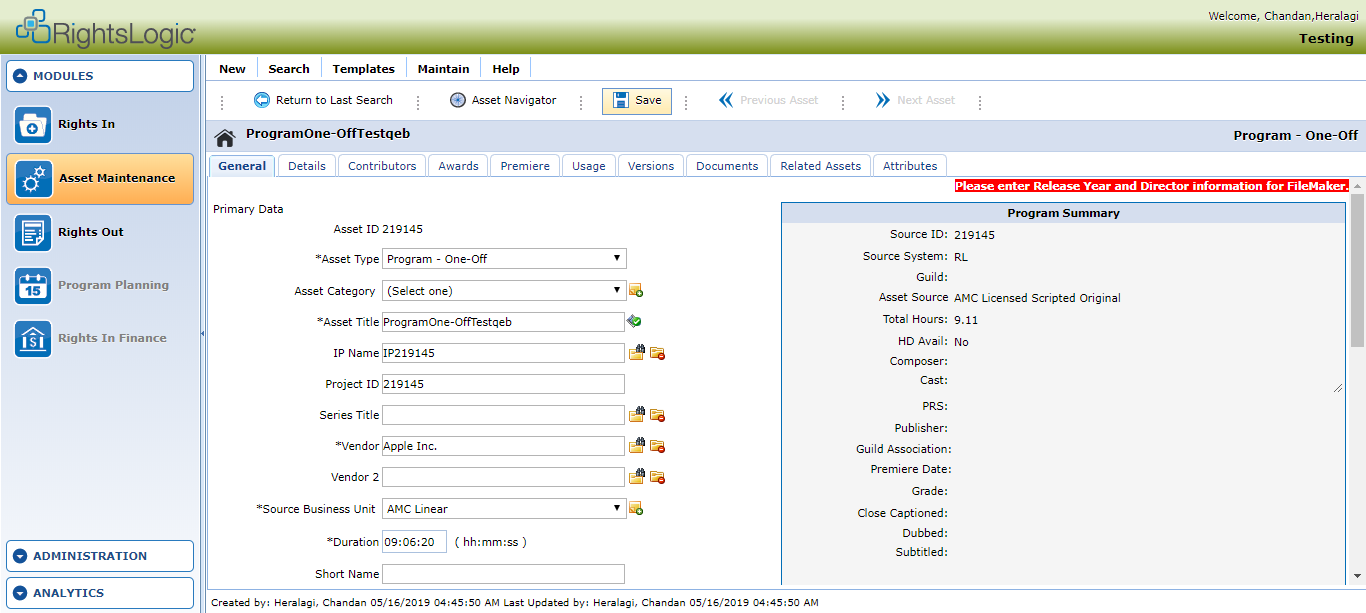 RightsLogic
Welcome, Chandan,Heralagi
Testing
MODULES
Rights In
Asset Maintenance
Rights Out
15
Program Planning
$
Rights In Finance
ADMINISTRATION
ANALYTICS
New Search Templates Maintain Help
Return to Last Search Asset Navigator Save Previous Asset Next Asset
ProgramOne-OffTestqeb Program - One-Off
General Details Contributors Awards Premiere Usage Versions Documents Related Assets Attributes
Please enter Release Year and Director information for FileMaker.
Primary Data
Asset ID 219145
*Asset Type Program - One-Off
Asset Category (Select one)
*Asset Title ProgramOne-OffTestqeb
IP Name IP219145
Project ID 219145
Series Title
*Vendor Apple Inc.
Vendor 2
*Source Business Unit AMC Linear
*Duration 09:06:20 ( hh:mm:ss )
Short Name
Program Summary
Source ID: 219145
Source System: RL
Guild:
Asset Source AMC Licensed Scripted Original
Total Hours: 9.11
HD Avail: No
Composer:
Cast:
PRS:
Publisher:
Guild Association:
Premiere Date:
Grade:
Close Captioned:
Dubbed:
Subtitled:
Created by: Heralagi, Chandan 05/16/2019 04:45:50 AM Last Updated by: Heralagi, Chandan 05/16/2019 04:45:50 AM